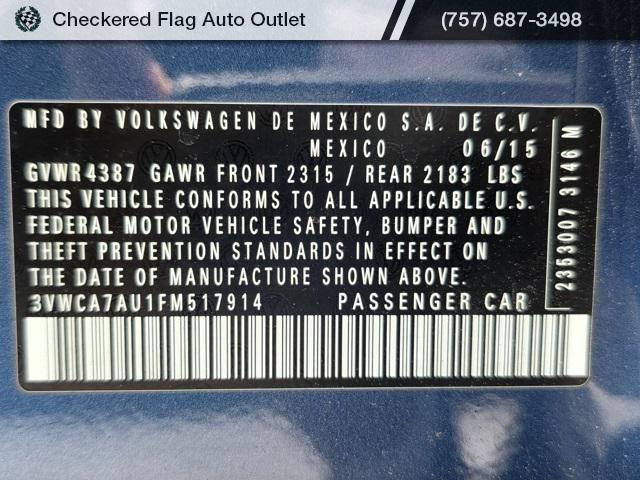 Checkered Flag Auto Outlet
(757) 687-3498
MFD BY VOLKSWAGEN DE MEXICO S.A. DE C.V.
MEXICO 06/15
GVWR 4387 GAWR FRONT 2315 / REAR 2183 LBS
THIS VEHICLE CONFORMS TO ALL APPLICABLE U.S.
FEDERAL MOTOR VEHICLE SAFETY, BUMPER AND
THEFT PREVENTION STANDARDS IN EFFECT ON
THE DATE OF MANUFACTURE SHOWN ABOVE.
3VWCA7AU1FM517914 PASSENGER CAR
2353007 3146 M